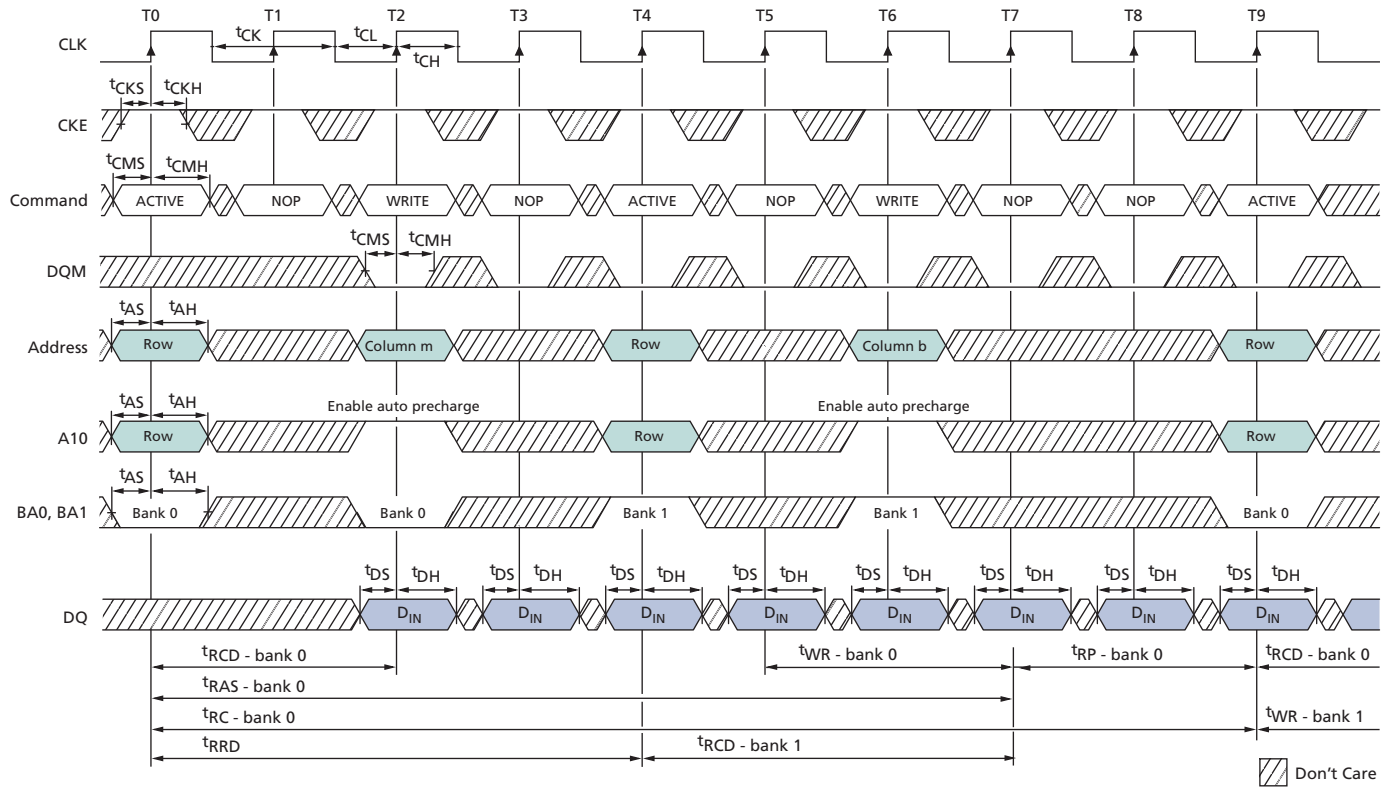 T0 T1 T2 T3 T4 T5 T6 T7 T8 T9
CLK
tCK tCL
tCH
tCKS tCKH
CKE
tCMS tCMH
Command ACTIVE NOP WRITE NOP ACTIVE NOP WRITE NOP NOP ACTIVE
tCMS tCMH
DQM
tAS tAH
Address Row Column m Row Column b Row
tAS tAH
Enable auto precharge Enable auto precharge
A10 Row Row Row
tAS tAH
BA0, BA1 Bank 0 Bank 0 Bank 1 Bank 1 Bank 0
tDS tDH tDS tDH tDS tDH tDS tDH tDS tDH tDS tDH tDS tDH tDS tDH
DQ DIN DIN DIN DIN DIN DIN DIN DIN
tRCD - bank 0 tWR - bank 0 tRP - bank 0 tRCD - bank 0
tRAS - bank 0
tRC - bank 0 tWR - bank 1
tRRD tRCD - bank 1
Don't Care